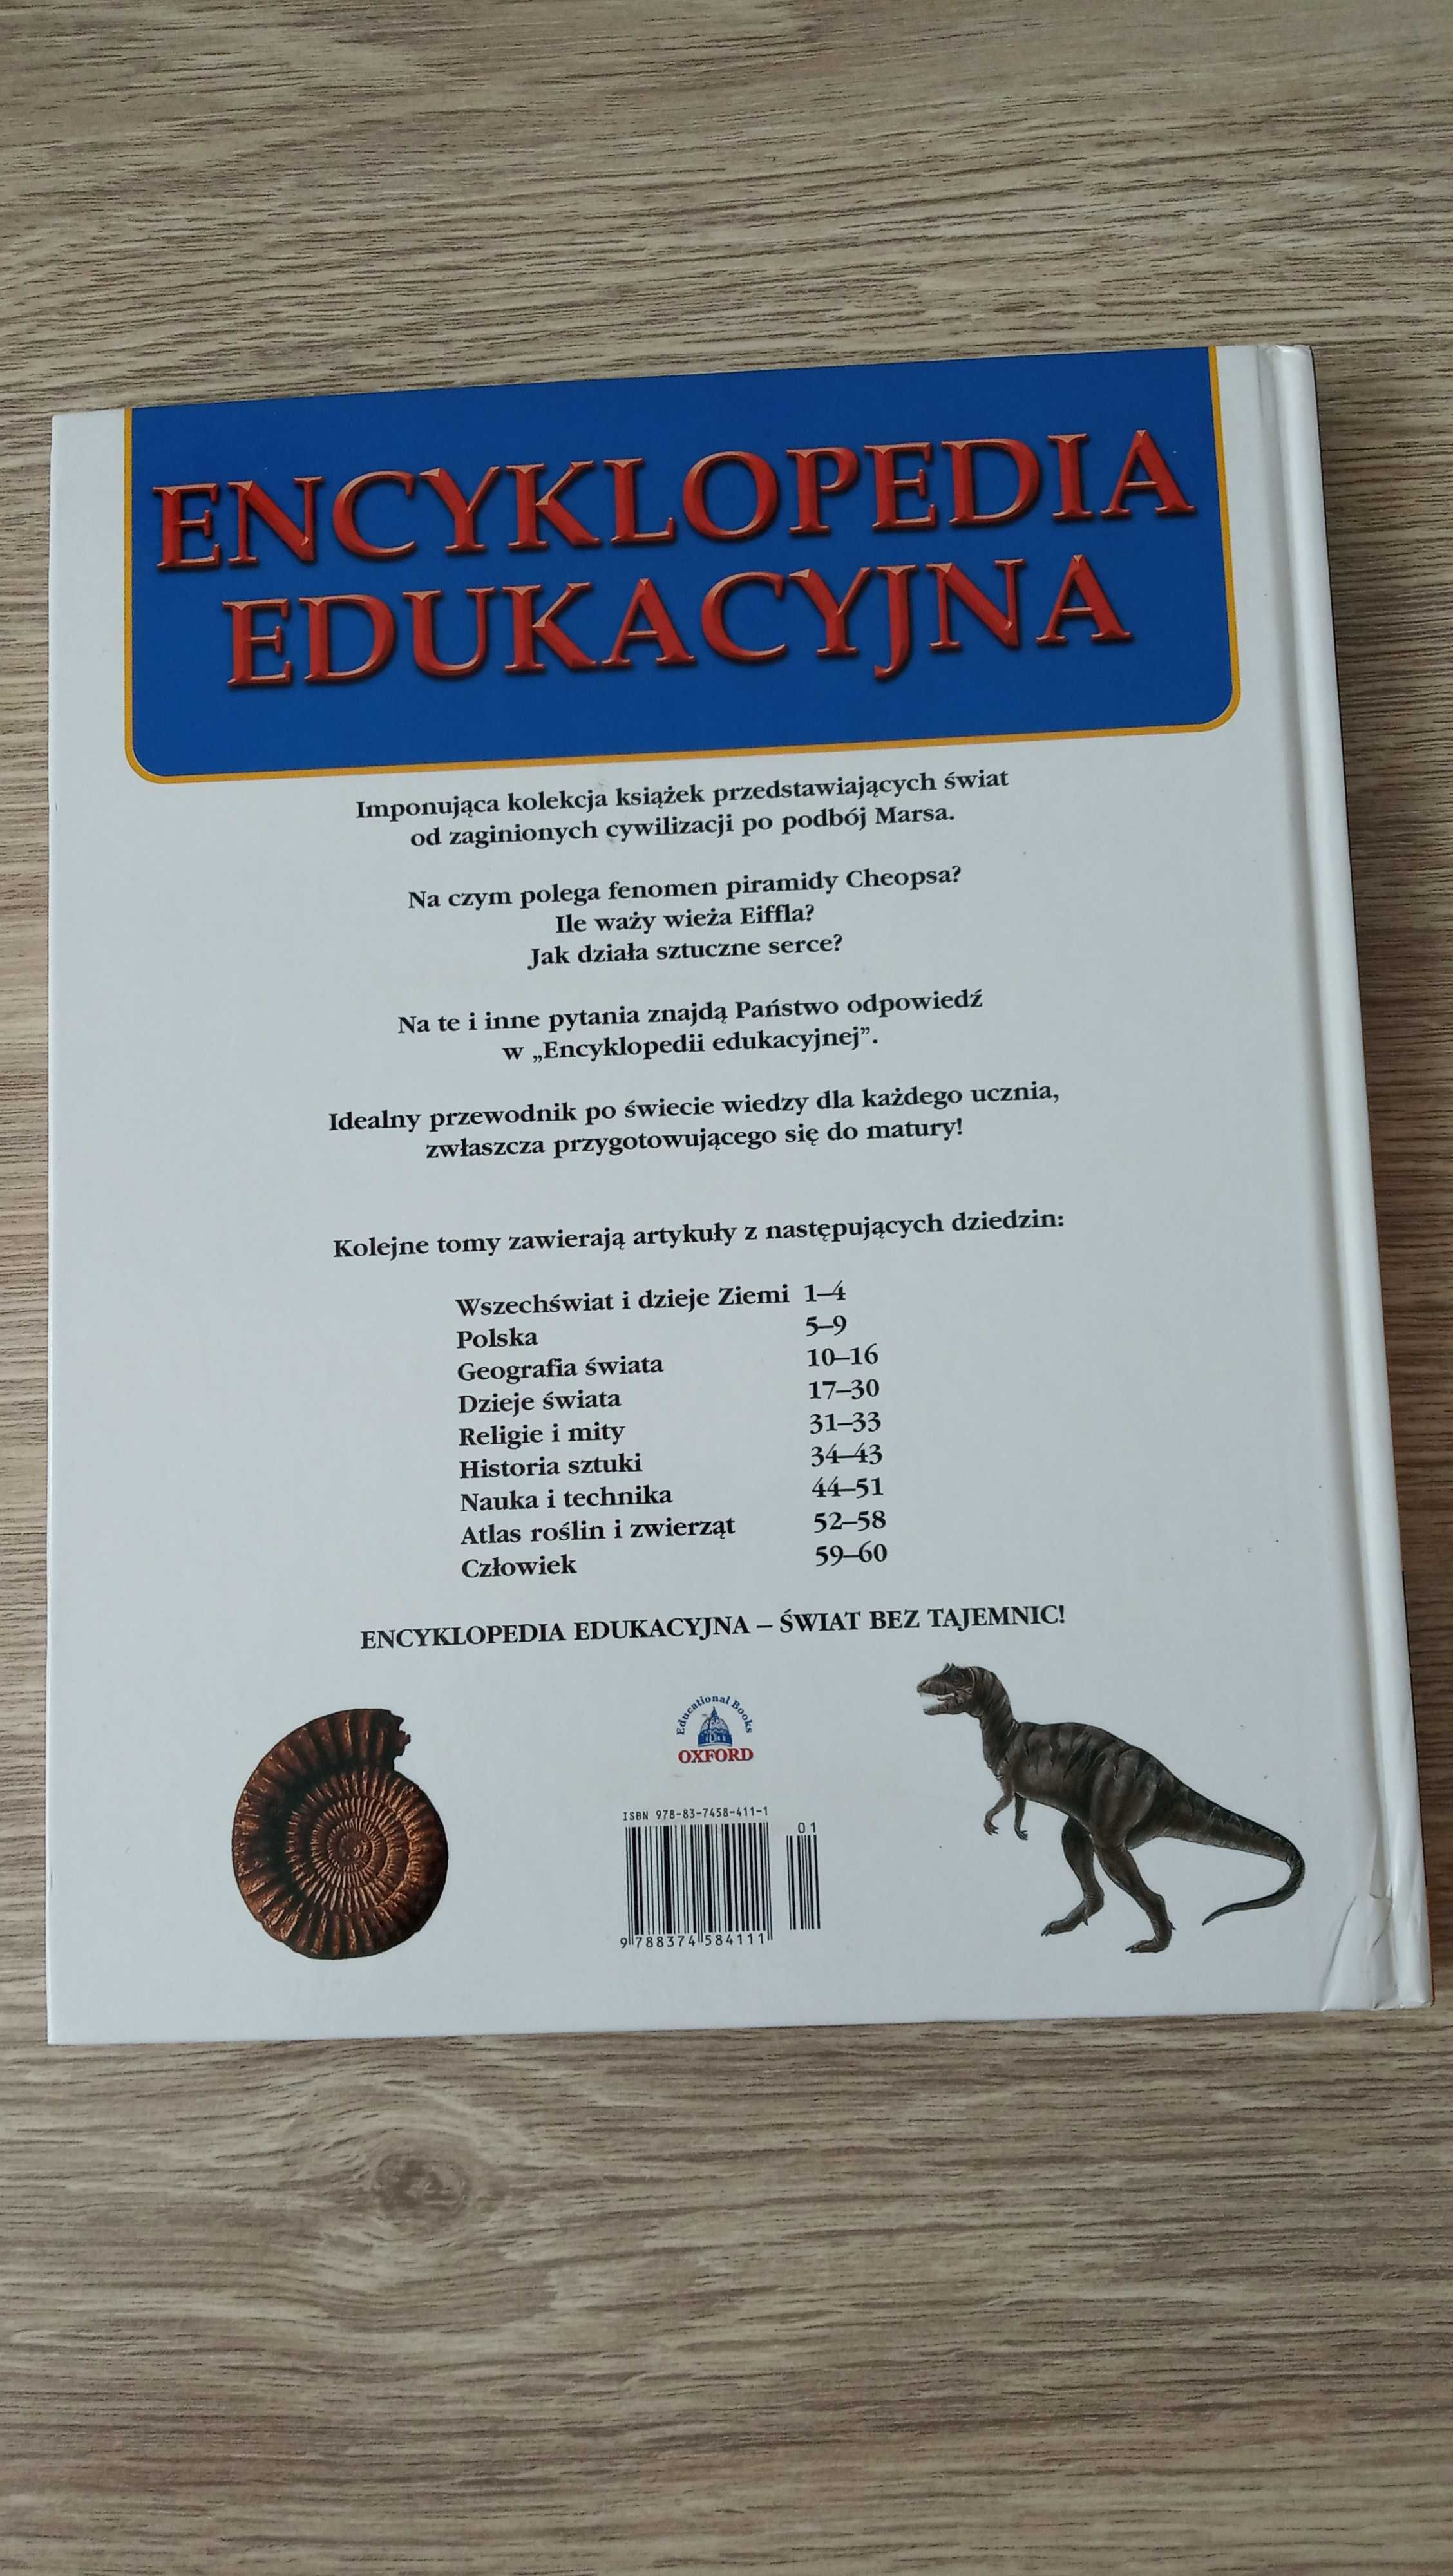 ENCYKLOPEDIA
EDUKACYJNA
Imponująca kolekcja książek przedstawiających świat
od zaginionych cywilizacji po podbój Marsa.
Na czym polega fenomen piramidy Cheopsa?
Ile waży wieża Eiffla?
Jak działa sztuczne serce?
Na te i inne pytania znajdą Państwo odpowiedź
w „Encyklopedii edukacyjnej”.
Idealny przewodnik po świecie wiedzy dla każdego ucznia,
zwłaszcza przygotowującego się do matury!
Kolejne tomy zawierają artykuły z następujących dziedzin:
Wszechświat i dzieje Ziemi 1–4
Polska 5–9
Geografia świata 10–16
Dzieje świata 17–30
Religie i mity 31–33
Historia sztuki 34–43
Nauka i technika 44–51
Atlas roślin i zwierząt 52–58
Człowiek 59–60
ENCYKLOPEDIA EDUKACYJNA – ŚWIAT BEZ TAJEMNIC!
Educational Books
OXFORD
ISBN 978-83-7458-411-1
01
9 788374 584111